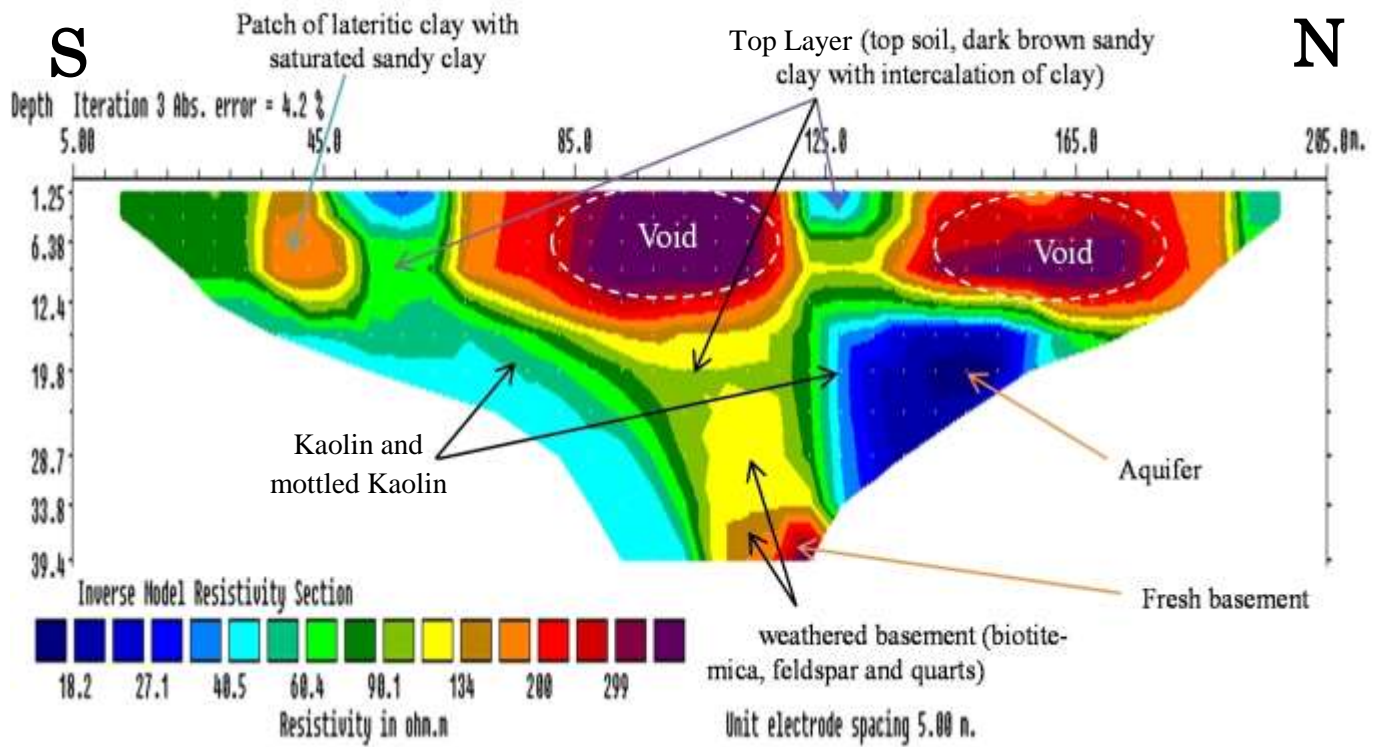 S
Patch of lateritic clay with
saturated sandy clay
Top Layer (top soil, dark brown sandy
clay with intercalation of clay)
N
Depth Iteration 3 Abs. error = 4.2 %
5.00 45.0 85.0 125.0 165.0 205.0m.
1.25
6.38
12.4
19.8
28.7
33.8
39.4
Void
Void
Kaolin and
mottled Kaolin
Aquifer
Fresh basement
weathered basement (biotite-
mica, feldspar and quarts)
Inverse Model Resistivity Section
18.2 27.1 40.5 60.4 90.1 134 200 299
Resistivity in ohm.m
Unit electrode spacing 5.00 m.